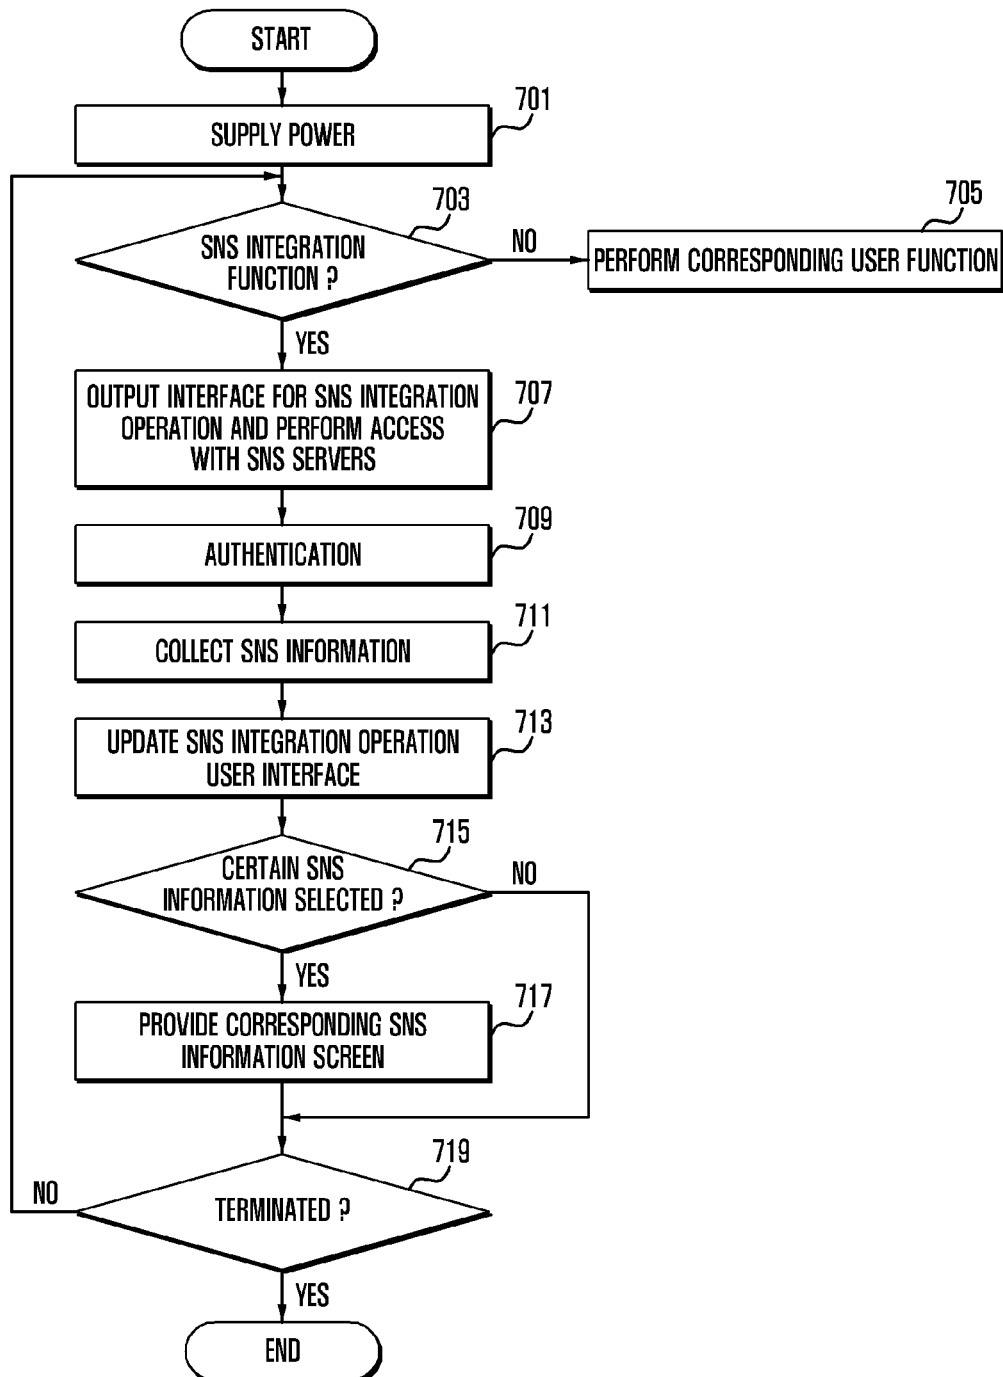 START
701
SUPPLY POWER
703
SNS INTEGRATION
FUNCTION ?
NO
705
PERFORM CORRESPONDING USER FUNCTION
YES
707
OUTPUT INTERFACE FOR SNS INTEGRATION
OPERATION AND PERFORM ACCESS
WITH SNS SERVERS
709
AUTHENTICATION
711
COLLECT SNS INFORMATION
713
UPDATE SNS INTEGRATION OPERATION
USER INTERFACE
715
CERTAIN SNS
INFORMATION SELECTED ?
NO
YES
717
PROVIDE CORRESPONDING SNS
INFORMATION SCREEN
719
NO
TERMINATED ?
YES
END